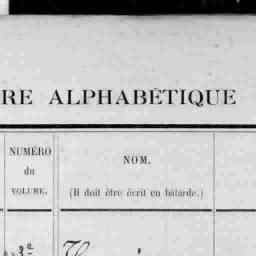 RE ALPHABÉTIQUE
NUMÉRO
du
VOLUME.
NOM.
(Il doit être écrit en bâtarde.)